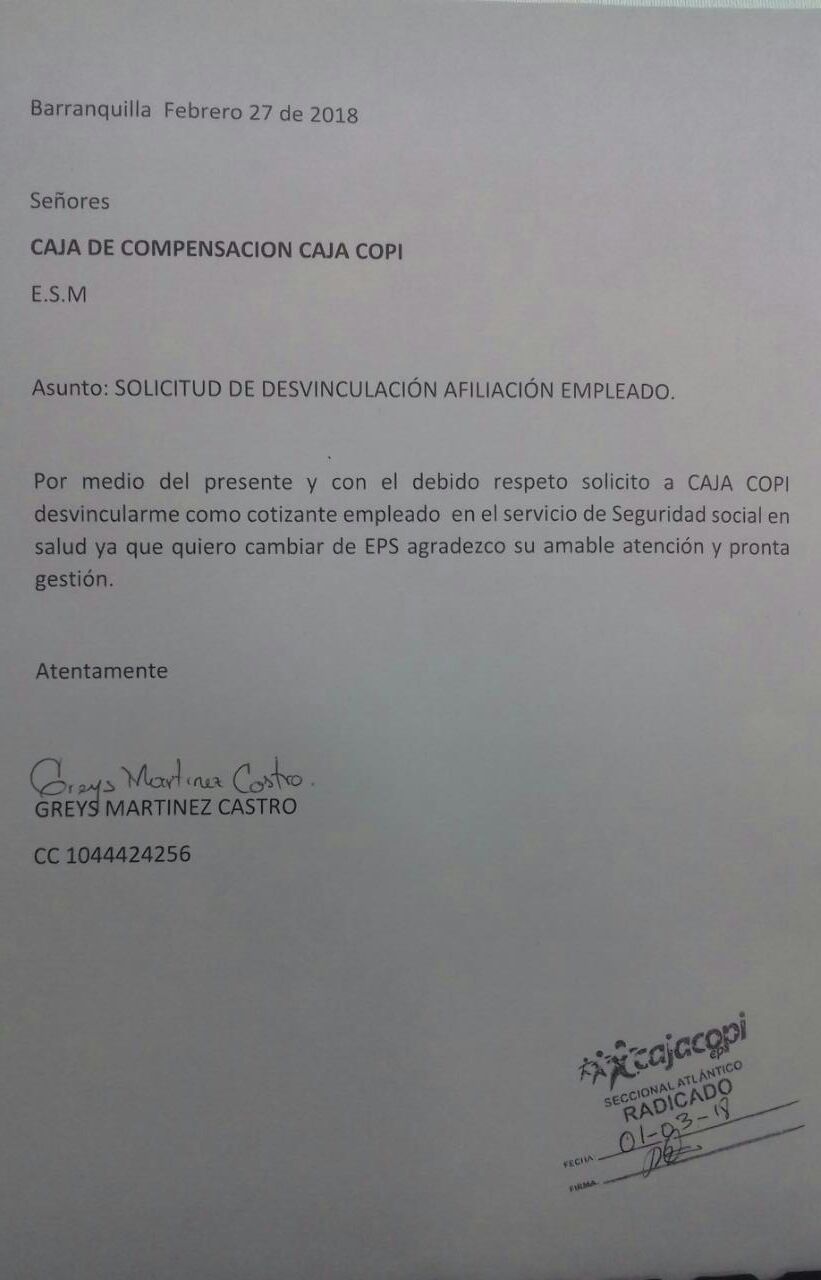 Barranquilla Febrero 27 de 2018
Señores
CAJA DE COMPENSACION CAJA COPI
E.S.M
Asunto: SOLICITUD DE DESVINCULACIÓN AFILIACIÓN EMPLEADO.
Por medio del presente y con el debido respeto solicito a CAJA COPI
desvincularme como cotizante empleado en el servicio de Seguridad social en
salud ya que quiero cambiar de EPS agradezco su amable atención y pronta
gestión.
Atentamente
Greys Martinez Castro.
GREYS MARTINEZ CASTRO
CC 1044424256
cajacopi
eps
SECCIONAL ATLÁNTICO
RADICADO
FECHA 01-03-18
FIRMA